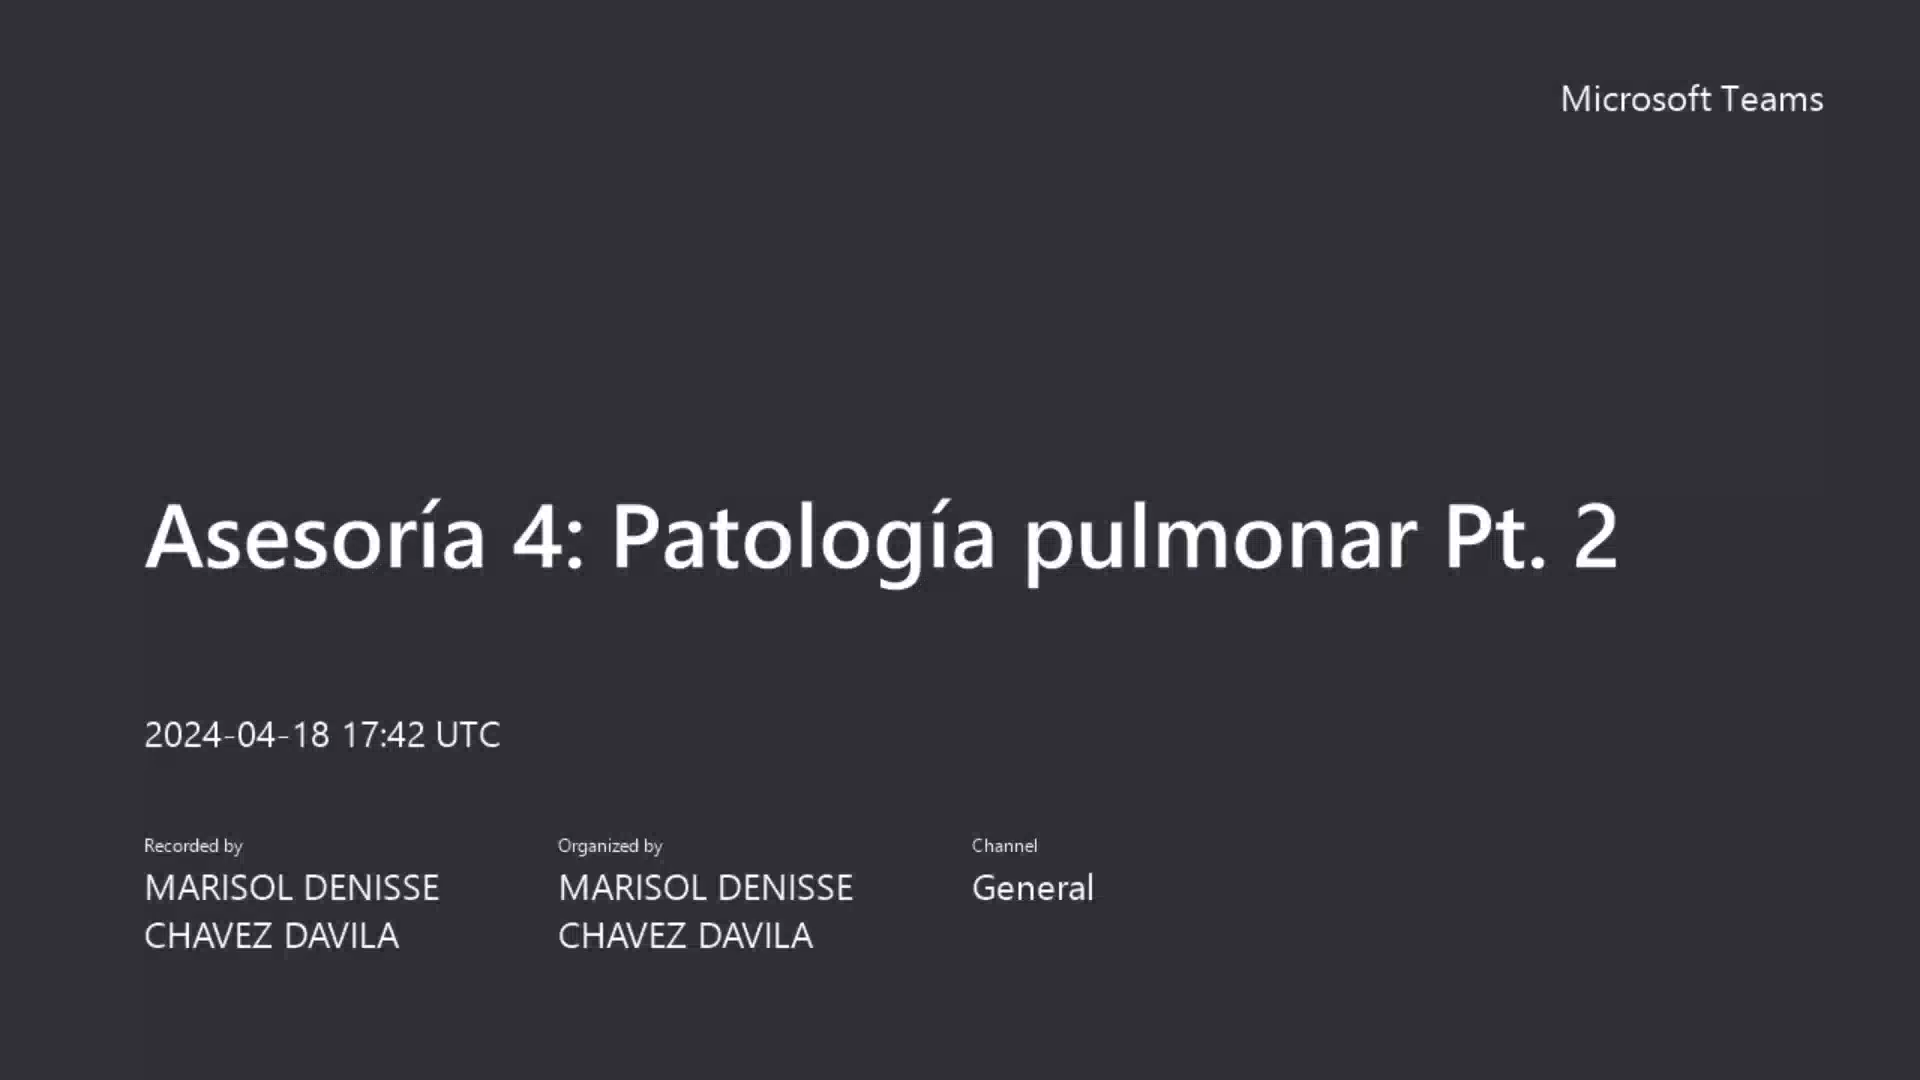 Microsoft Teams
Asesoría 4: Patología pulmonar Pt. 2
2024-04-18 17:42 UTC
Recorded by
MARISOL DENISSE
CHAVEZ DAVILA
Organized by
MARISOL DENISSE
CHAVEZ DAVILA
Channel
General